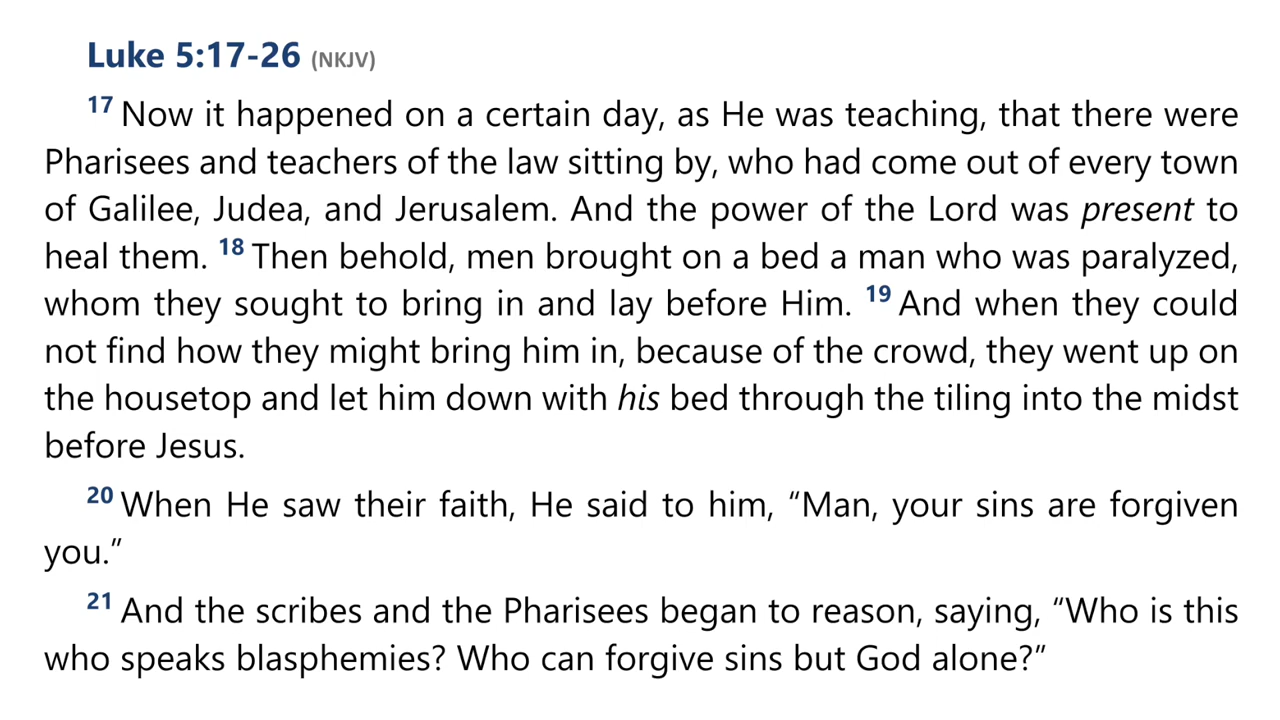 Luke 5:17-26 (NKJV)
17 Now it happened on a certain day, as He was teaching, that there were
Pharisees and teachers of the law sitting by, who had come out of every town
of Galilee, Judea, and Jerusalem. And the power of the Lord was present to
heal them. 18 Then behold, men brought on a bed a man who was paralyzed,
whom they sought to bring in and lay before Him. 19 And when they could
not find how they might bring him in, because of the crowd, they went up on
the housetop and let him down with his bed through the tiling into the midst
before Jesus.
20 When He saw their faith, He said to him, “Man, your sins are forgiven
you.”
21 And the scribes and the Pharisees began to reason, saying, “Who is this
who speaks blasphemies? Who can forgive sins but God alone?”